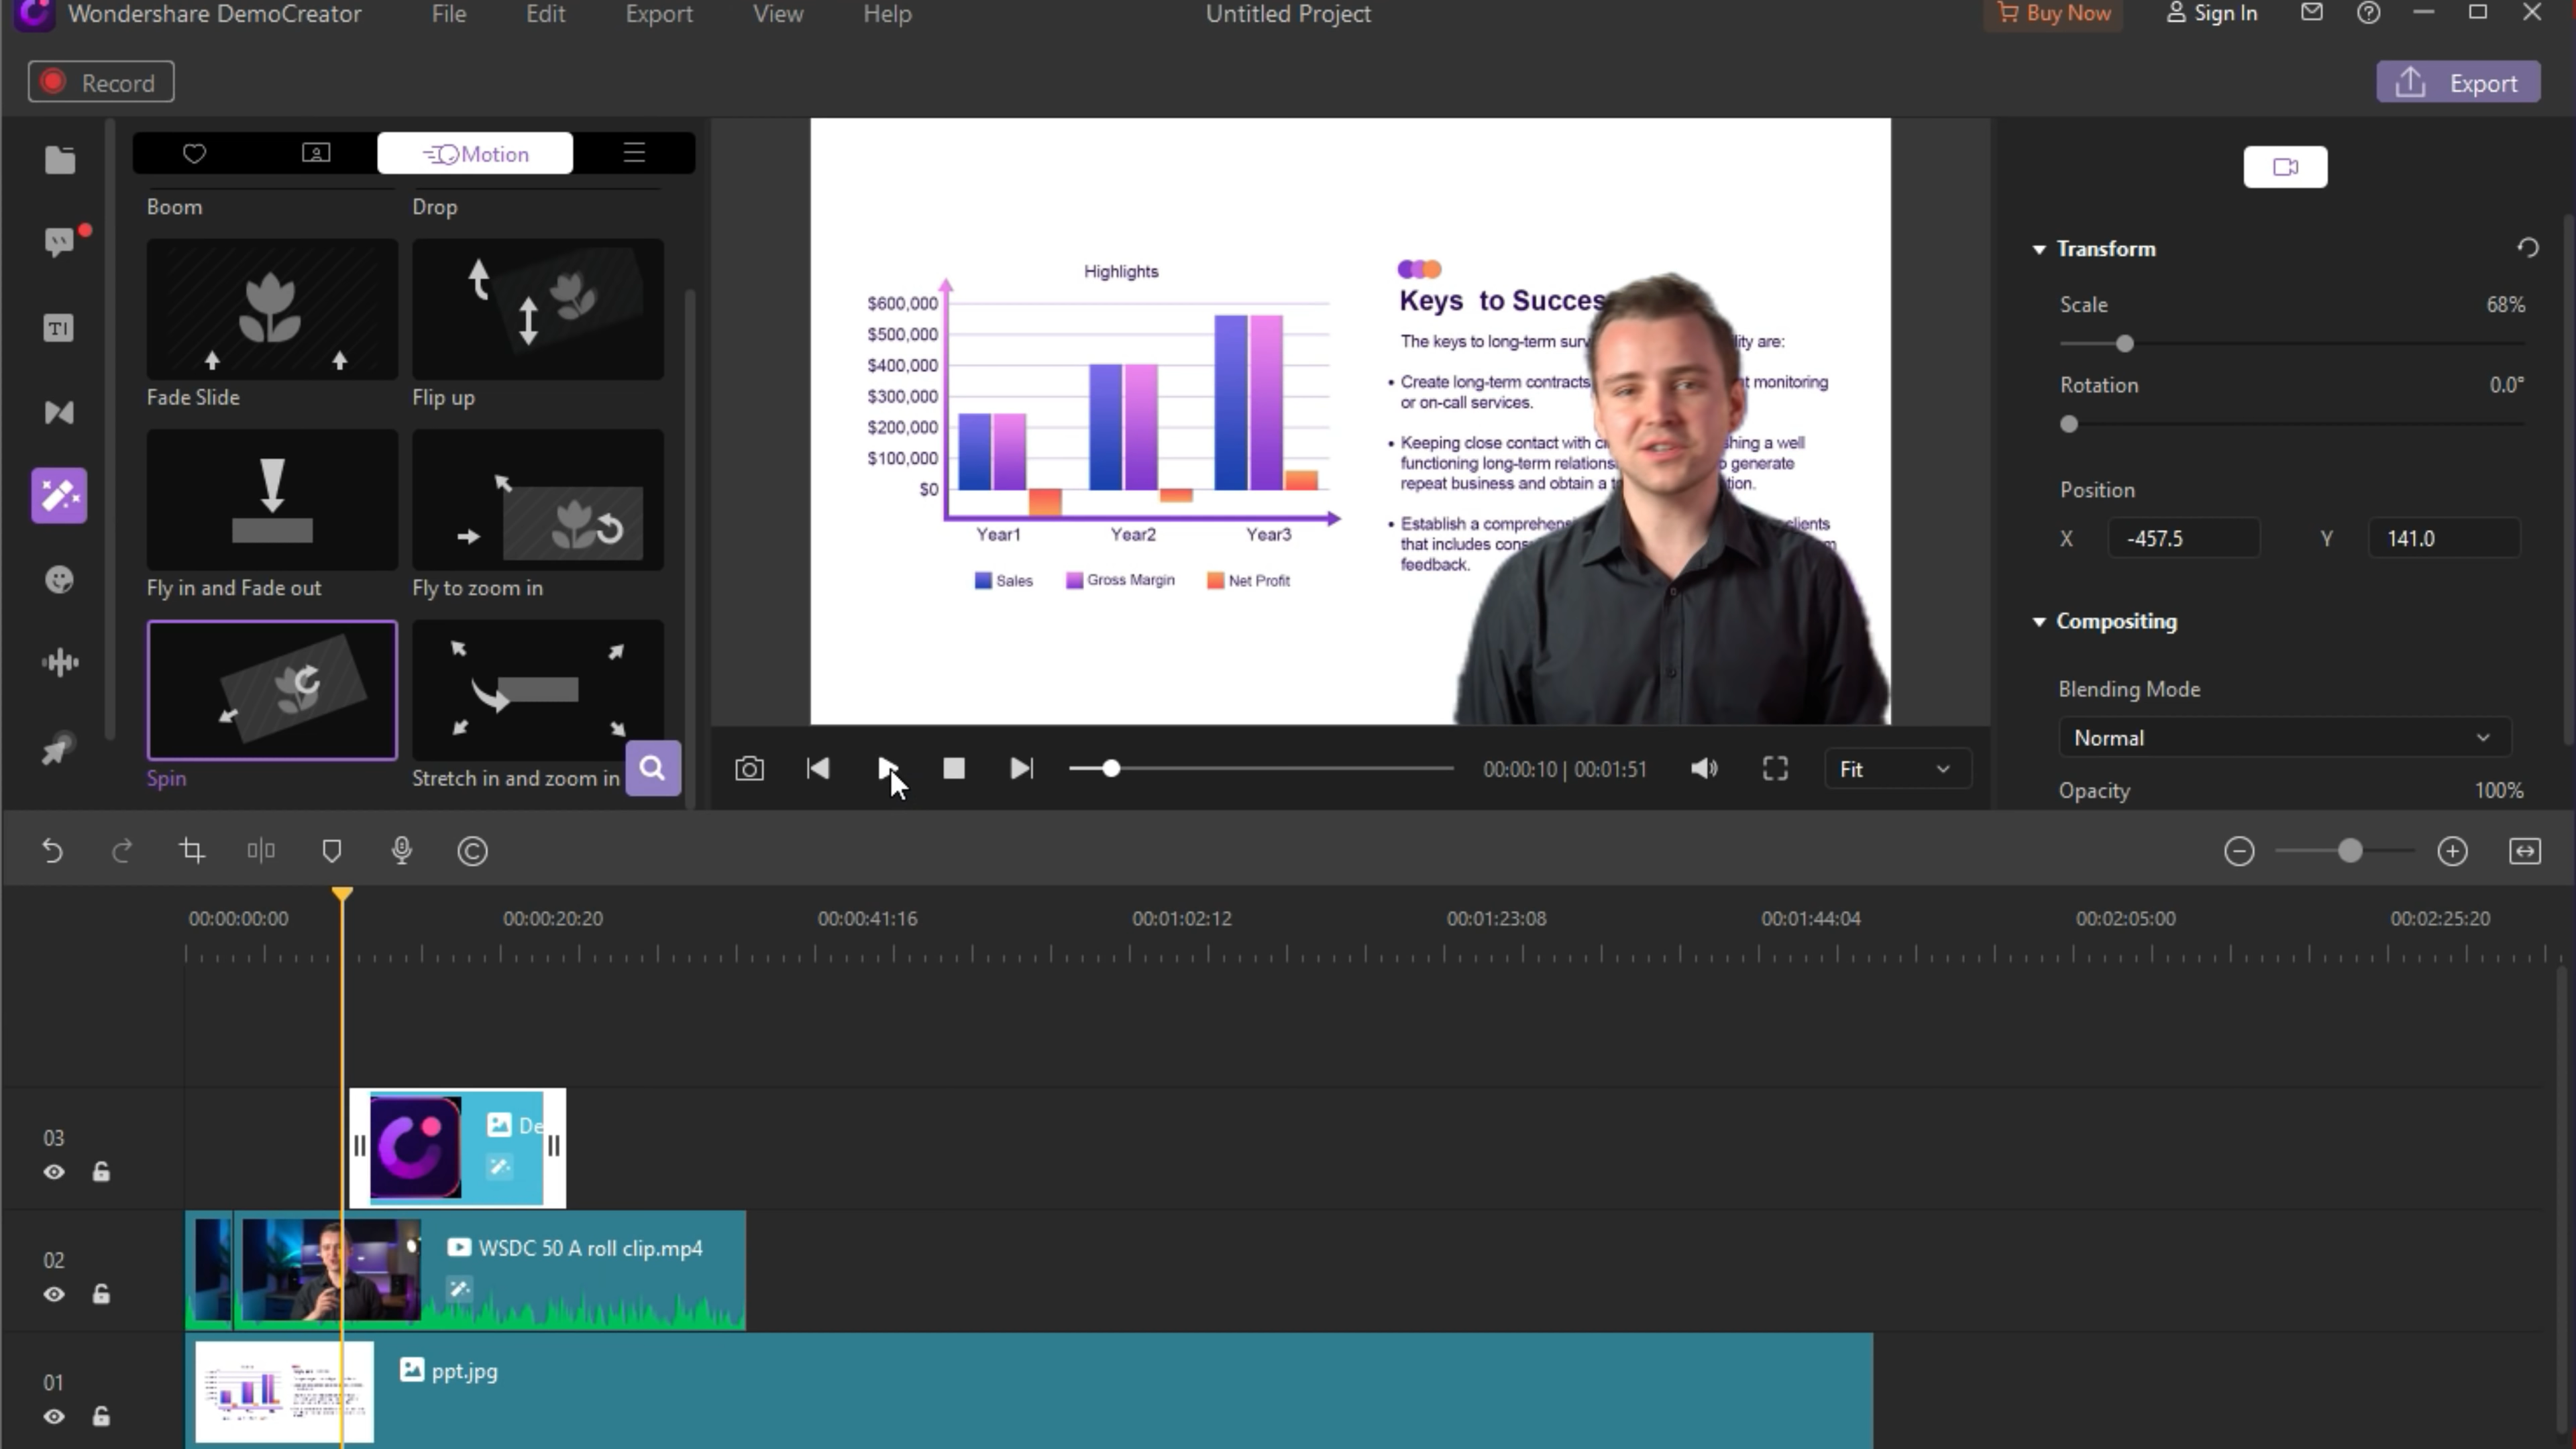 Wondershare DemoCreator File Edit Export View Help Untitled Project Buy Now Sign In
Record Export
Motion
Boom Drop
Fade Slide Flip up
Fly in and Fade out Fly to zoom in
Spin Stretch in and zoom in
Highlights
$600,000
$500,000
$400,000
$300,000
$200,000
$100,000
$0
Year1 Year2 Year3
Sales Gross Margin Net Profit
Keys to Succes
The keys to long-term are:
• Create long-term contracts monitoring
or on-call services.
• Keeping close contact with a well
functioning long-term generate
repeat business and obtain a
• Establish a
that includes
feedback.
00:00:10 | 00:01:51 Fit
Transform
Scale 68%
Rotation 0.0°
Position
X -457.5 Y 141.0
Compositing
Blending Mode
Normal
Opacity 100%
00:00:00:00 00:00:20:20 00:00:41:16 00:01:02:12 00:01:23:08 00:01:44:04 00:02:05:00 00:02:25:20
03 De
02 WSDC 50 A roll clip.mp4
01 ppt.jpg